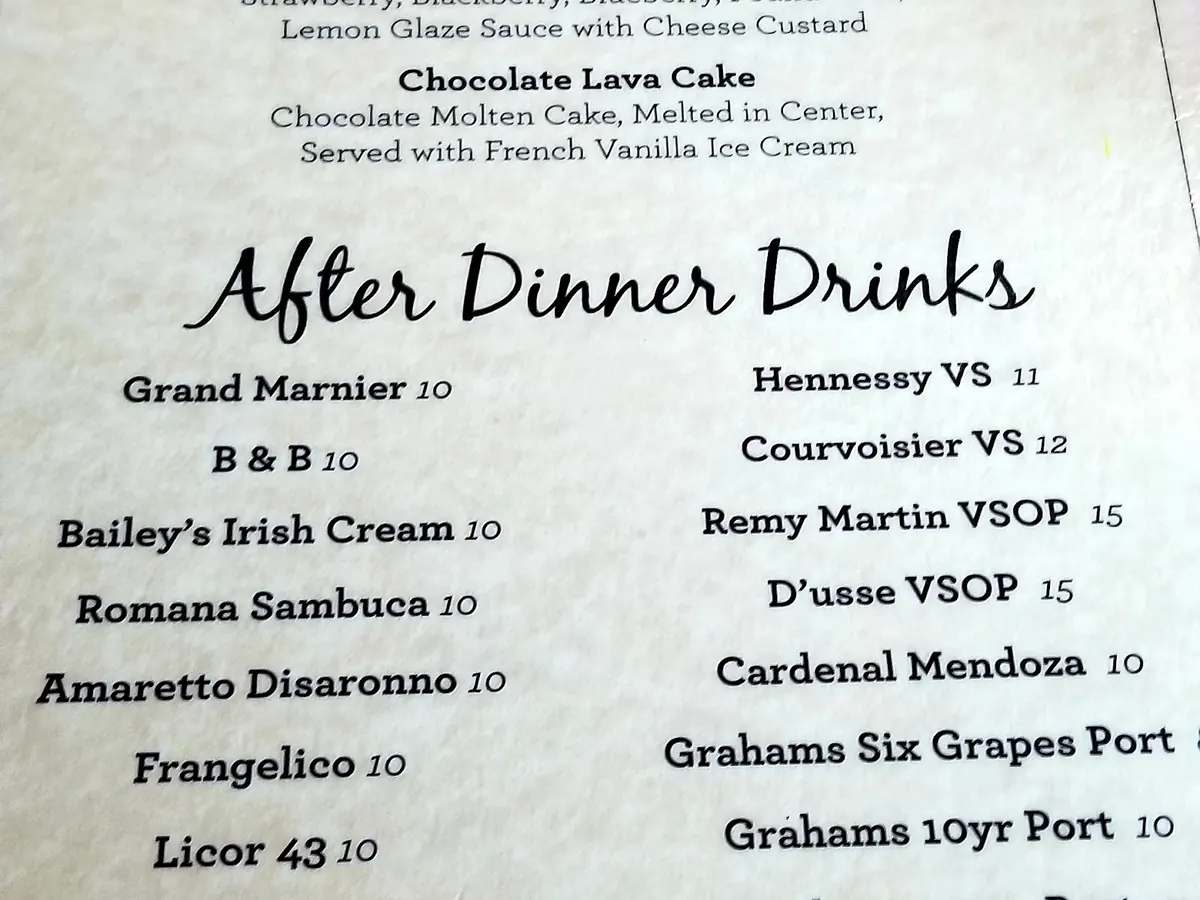 Strawberry, Blackberry, Blueberry,
Lemon Glaze Sauce with Cheese Custard
Chocolate Lava Cake
Chocolate Molten Cake, Melted in Center,
Served with French Vanilla Ice Cream
After Dinner Drinks
Grand Marnier 10
B & B 10
Bailey's Irish Cream 10
Romana Sambuca 10
Amaretto Disaronno 10
Frangelico 10
Licor 43 10
Hennessy VS 11
Courvoisier VS 12
Remy Martin VSOP 15
D'usse VSOP 15
Cardenal Mendoza 10
Grahams Six Grapes Port
Grahams 10yr Port 10